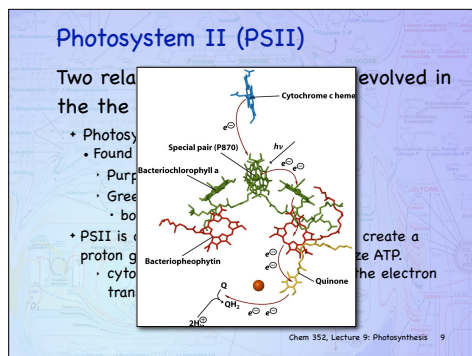 Photosystem II (PSII)
Two rela evolved in
the the
Photosy
• Found
Purp
Gree
bo
PSII is c create a
proton g ze ATP.
cyto the electron
tran
Cytochrome c heme
e⊖
Special pair (P870)
hν
e⊖
e⊖
Bacteriochlorophyll a
Bacteriopheophytin
e⊖
e⊖
Quinone
Q
QH2
e⊖ e⊖
2H⊕
Chem 352, Lecture 9: Photosynthesis 9